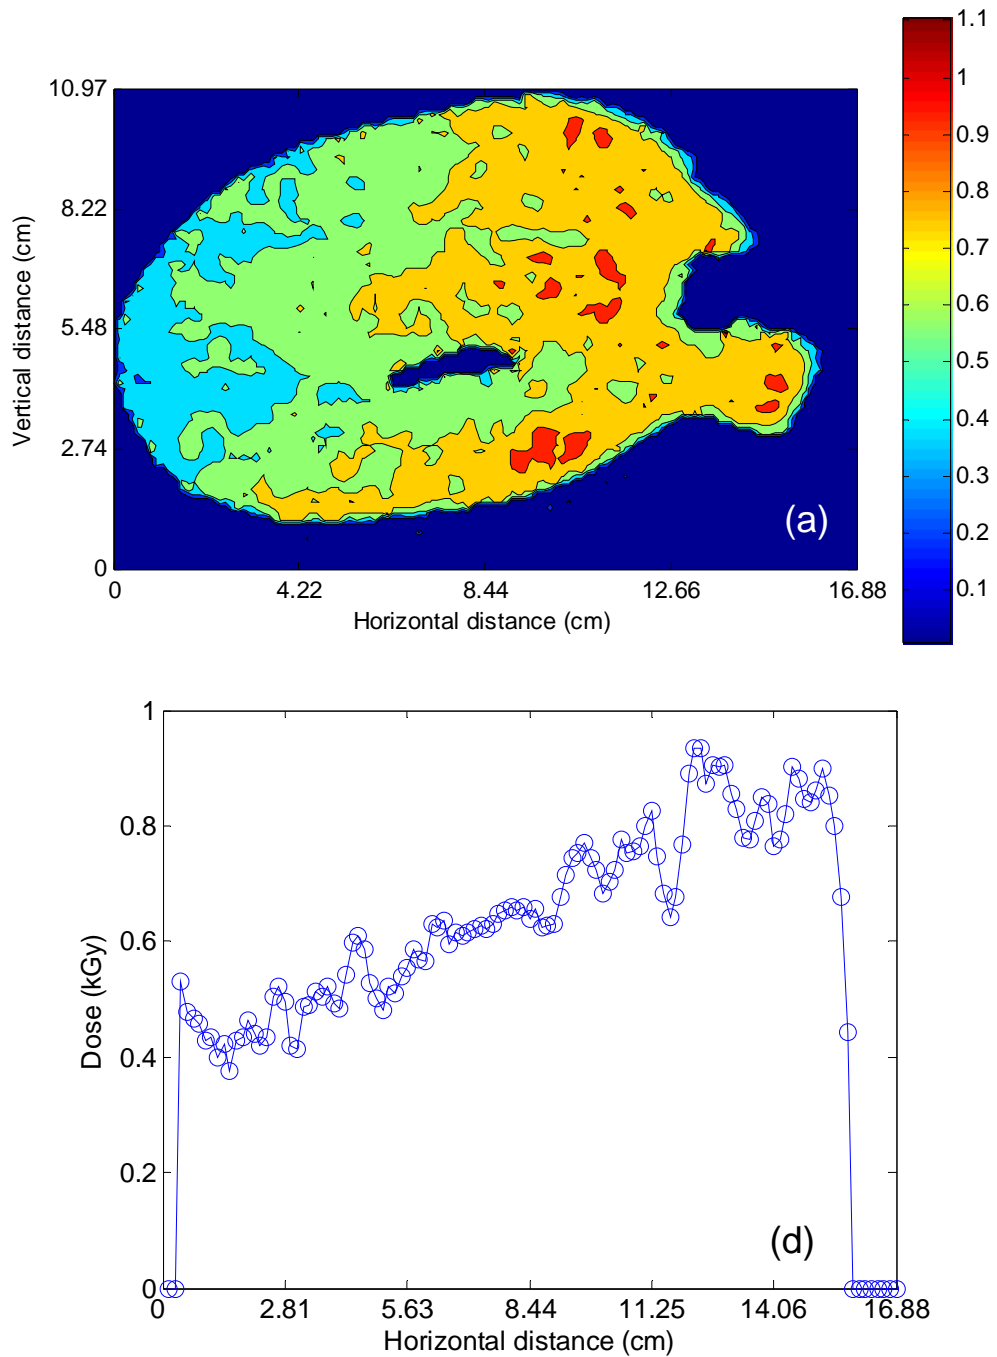 1.1
1
0.9
0.8
0.7
0.6
0.5
0.4
0.3
0.2
0.1
10.97
8.22
5.48
2.74
0
Vertical distance (cm)
(a)
0 4.22 8.44 12.66 16.88
Horizontal distance (cm)
1
0.8
0.6
0.4
0.2
0
Dose (kGy)
(d)
0 2.81 5.63 8.44 11.25 14.06 16.88
Horizontal distance (cm)